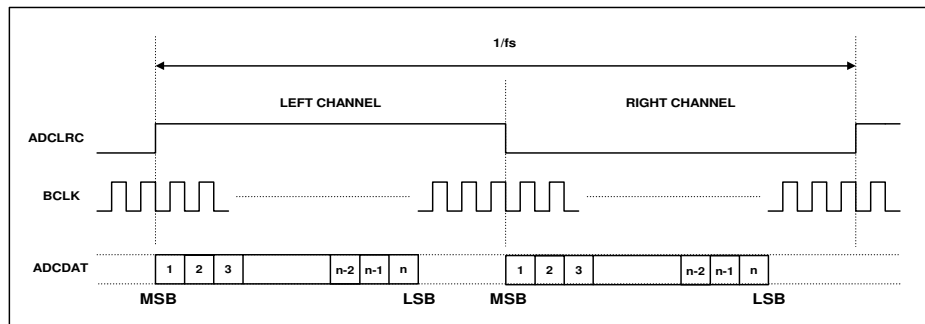 1/fs
LEFT CHANNEL RIGHT CHANNEL
ADCLRC
BCLK
ADCDAT 1 2 3 n-2 n-1 n 1 2 3 n-2 n-1 n
MSB LSB MSB LSB